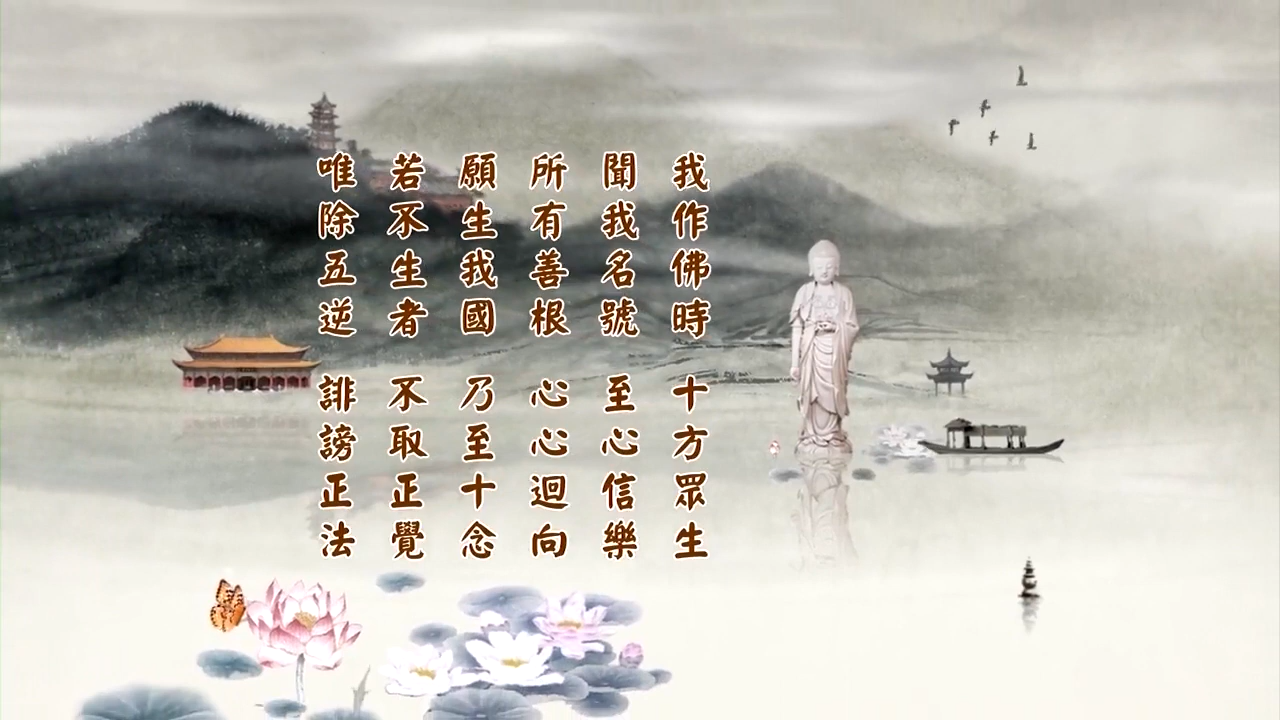 我作佛時 十方眾生
聞我名號 至心信樂
所有善根 心心迴向
願生我國 乃至十念
若不生者 不取正覺
唯除五逆 誹謗正法